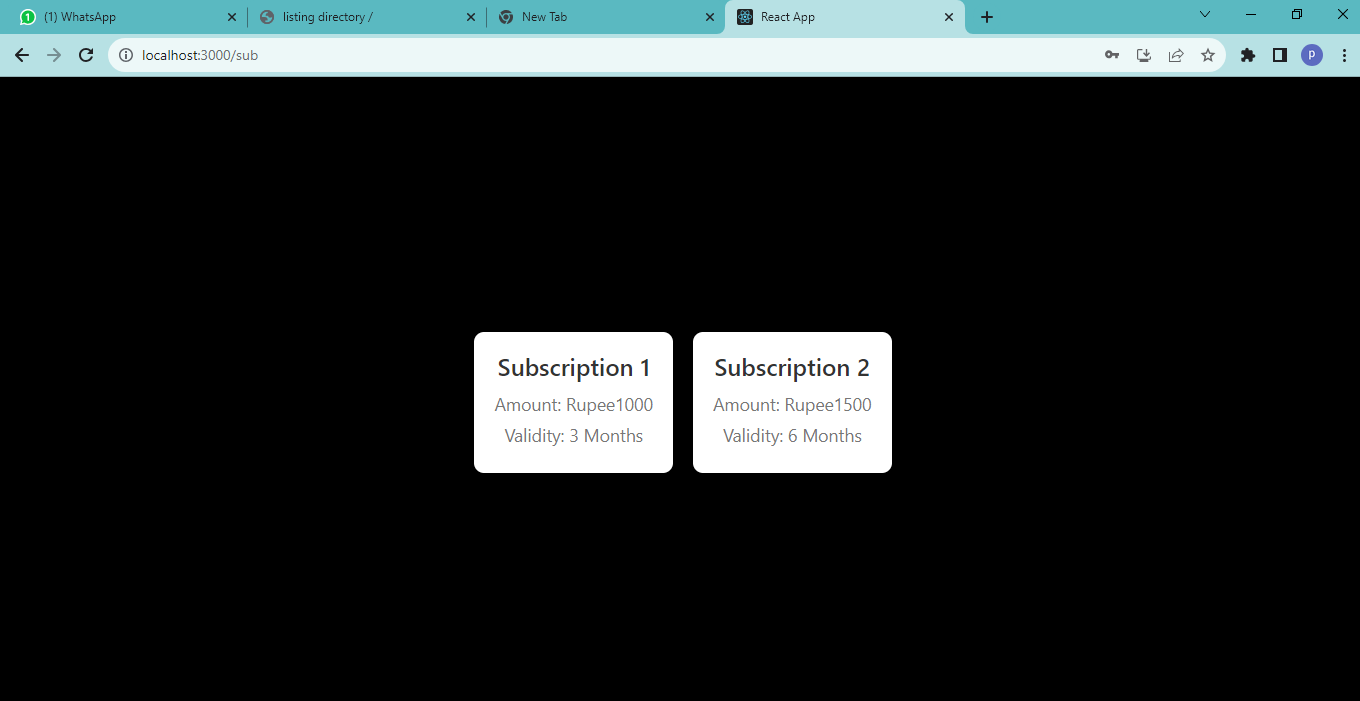 (1) WhatsApp
listing directory /
New Tab
React App
localhost:3000/sub
P
Subscription 1
Amount: Rupee1000
Validity: 3 Months
Subscription 2
Amount: Rupee1500
Validity: 6 Months